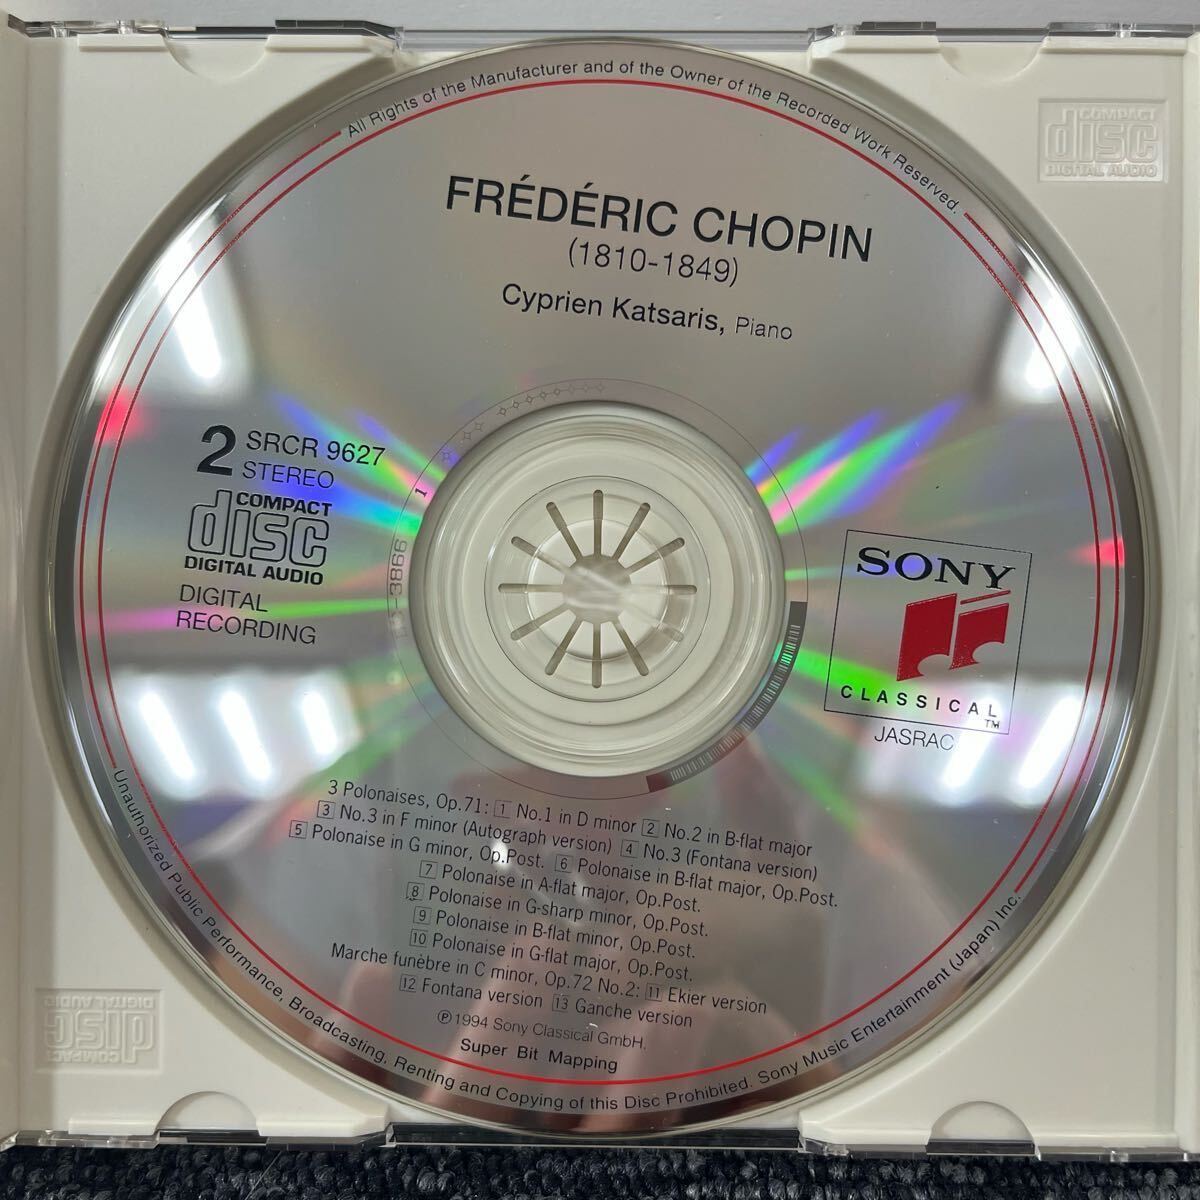 All Rights of the Manufacturer and of the Owner of the Recorded Work Reserved.
FRÉDÉRIC CHOPIN
(1810-1849)
Cyprien Katsaris, Piano
2 SRCR 9627
STEREO
COMPACT
disc
DIGITAL AUDIO
DIGITAL
RECORDING
1
SONY
CLASSICAL
TM
JASRAC
3 Polonaises, Op.71: 1 No.1 in D minor 2 No.2 in B-flat major
3 No.3 in F minor (Autograph version) 4 No.3 (Fontana version)
5 Polonaise in G minor, Op.Post. 6 Polonaise in B-flat major, Op.Post.
7 Polonaise in A-flat major, Op.Post.
8 Polonaise in G-sharp minor, Op.Post.
9 Polonaise in B-flat minor, Op.Post.
10 Polonaise in G-flat major, Op.Post.
Marche funèbre in C minor, Op.72 No.2: 11 Ekier version
12 Fontana version 13 Ganche version
℗1994 Sony Classical GmbH.
Super Bit Mapping
Unauthorized Public Performance, Broadcasting, Renting and Copying of this Disc Prohibited. Sony Music Entertainment (Japan) Inc.
COMPACT
disc
DIGITAL AUDIO
COMPACT
disc
DIGITAL AUDIO